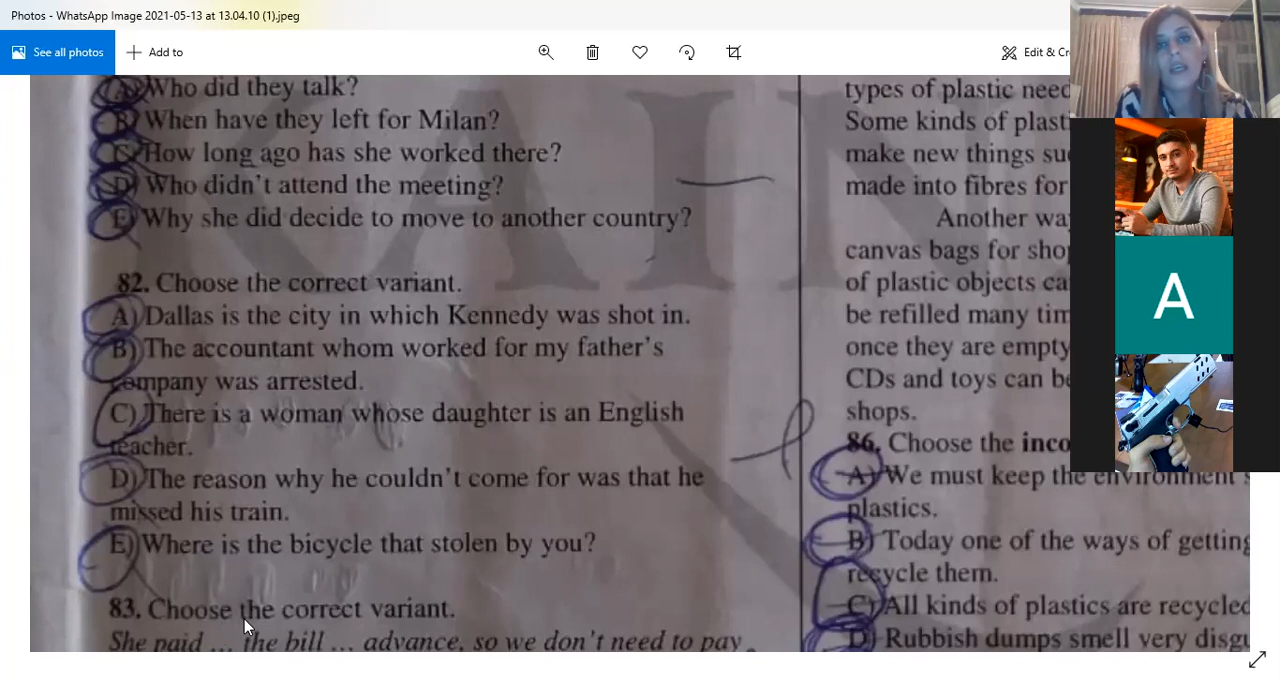 Photos - WhatsApp Image 2021-05-13 at 13.04.10 (1).jpeg
See all photos
Add to
Edit & Cr
A) Who did they talk?
B) When have they left for Milan?
C) How long ago has she worked there?
D) Who didn't attend the meeting?
E) Why she did decide to move to another country?
82. Choose the correct variant.
A) Dallas is the city in which Kennedy was shot in.
B) The accountant whom worked for my father's
company was arrested.
C) There is a woman whose daughter is an English
teacher.
D) The reason why he couldn't come for was that he
missed his train.
E) Where is the bicycle that stolen by you?
83. Choose the correct variant.
She paid ... the bill ... advance, so we don't need to pay
types of plastic need
Some kinds of plast
make new things su
made into fibres for
Another wa
canvas bags for sho
of plastic objects ca
be refilled many tim
once they are empty
CDs and toys can be
shops.
86. Choose the inco
A) We must keep the environment s
plastics.
B) Today one of the ways of getting
recycle them.
C) All kinds of plastics are recycled
D) Rubbish dumps smell very disgu
KAIN
A